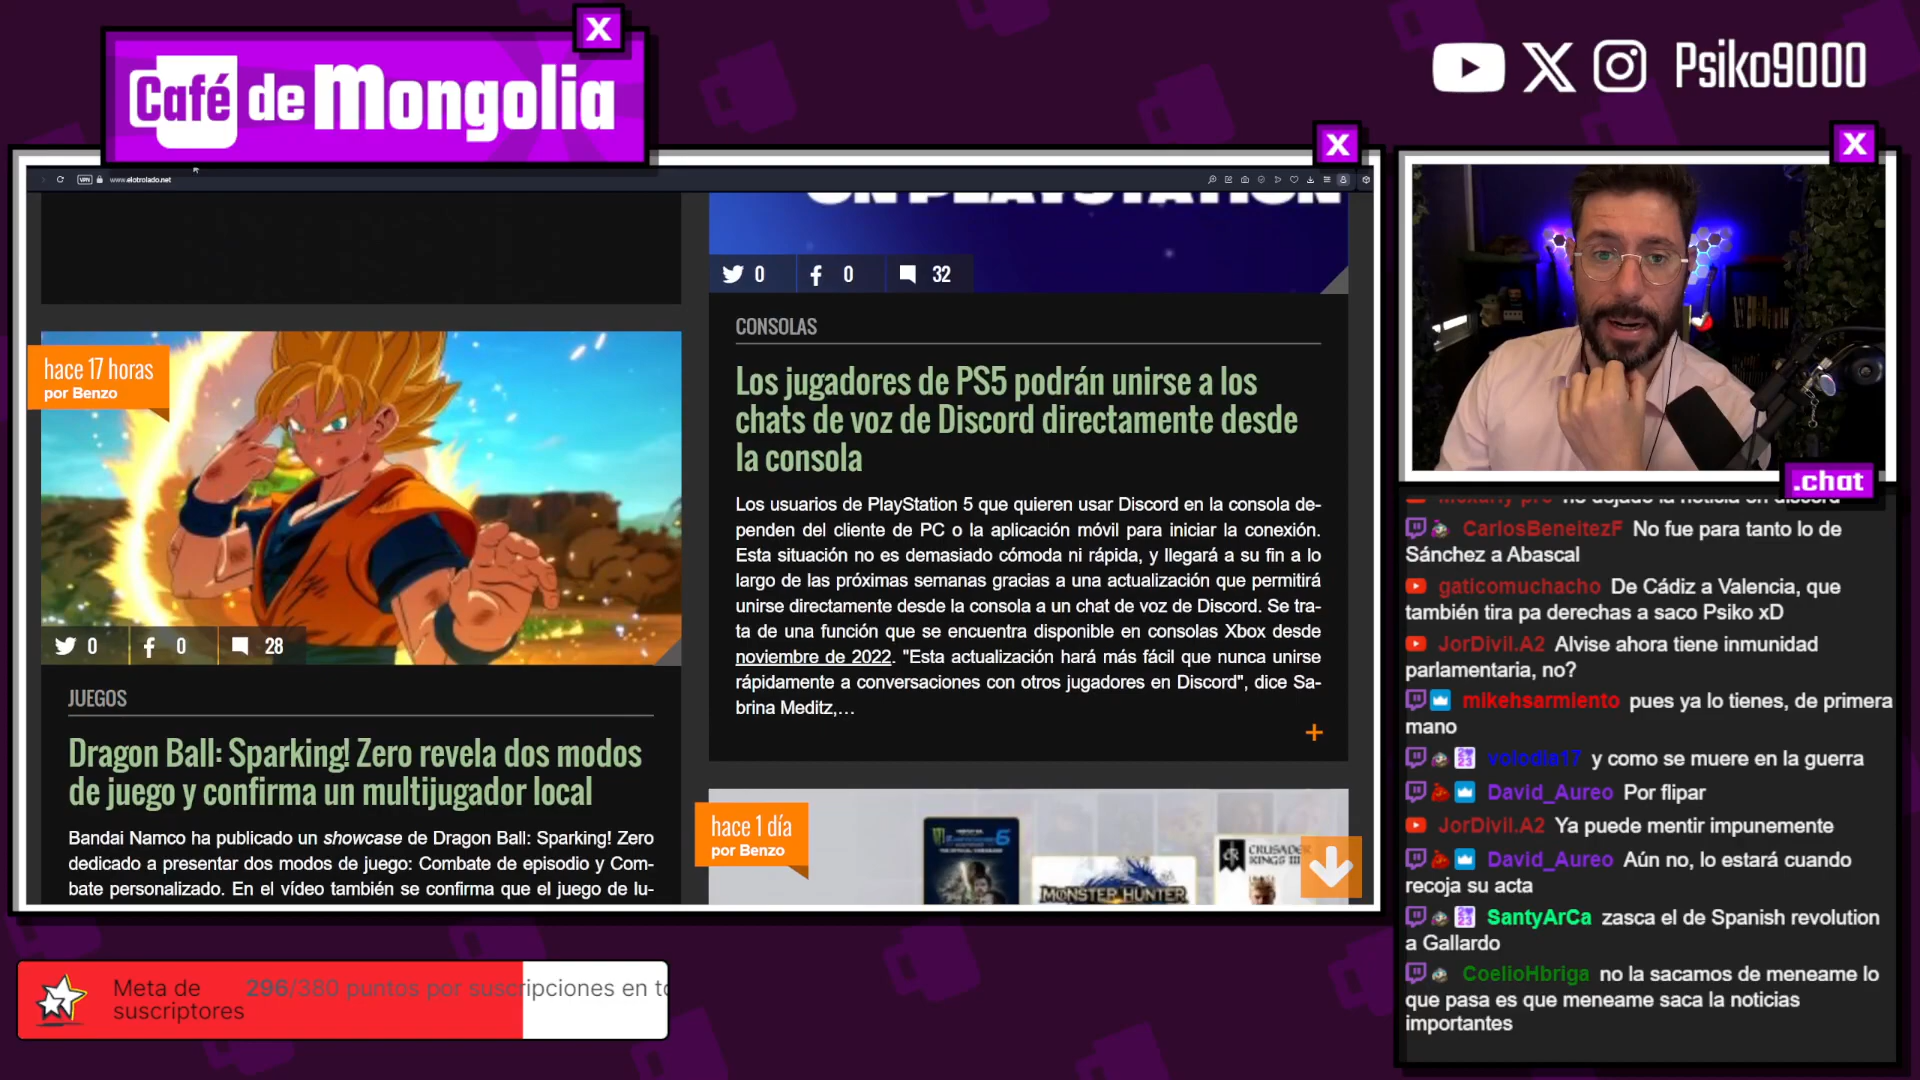 X
Café de Mongolia
Psiko9000
X
X
VPN
www.elotrolado.net
ON PLAYSTATION
0
0
32
CONSOLAS
Los jugadores de PS5 podrán unirse a los
chats de voz de Discord directamente desde
la consola
Los usuarios de PlayStation 5 que quieren usar Discord en la consola de-
penden del cliente de PC o la aplicación móvil para iniciar la conexión.
Esta situación no es demasiado cómoda ni rápida, y llegará a su fin a lo
largo de las próximas semanas gracias a una actualización que permitirá
unirse directamente desde la consola a un chat de voz de Discord. Se tra-
ta de una función que se encuentra disponible en consolas Xbox desde
noviembre de 2022. "Esta actualización hará más fácil que nunca unirse
rápidamente a conversaciones con otros jugadores en Discord", dice Sa-
brina Meditz,…
+
hace 17 horas
por Benzo
0
0
28
JUEGOS
Dragon Ball: Sparking! Zero revela dos modos
de juego y confirma un multijugador local
Bandai Namco ha publicado un showcase de Dragon Ball: Sparking! Zero
dedicado a presentar dos modos de juego: Combate de episodio y Com-
bate personalizado. En el vídeo también se confirma que el juego de lu-
hace 1 día
por Benzo
MONSTER HUNTER
CRUSADER
KINGS III
.chat
CarlosBeneitezF No fue para tanto lo de
Sánchez a Abascal
gaticomuchacho De Cádiz a Valencia, que
también tira pa derechas a saco Psiko xD
JorDivil.A2 Alvise ahora tiene inmunidad
parlamentaria, no?
mikehsarmiento pues ya lo tienes, de primera
mano
volodia17 y como se muere en la guerra
David_Aureo Por flipar
JorDivil.A2 Ya puede mentir impunemente
David_Aureo Aún no, lo estará cuando
recoja su acta
SantyArCa zasca el de Spanish revolution
a Gallardo
CoelioHbriga no la sacamos de meneame lo
que pasa es que meneame saca la noticias
importantes
Meta de
suscriptores
296/380 puntos por suscripciones en to